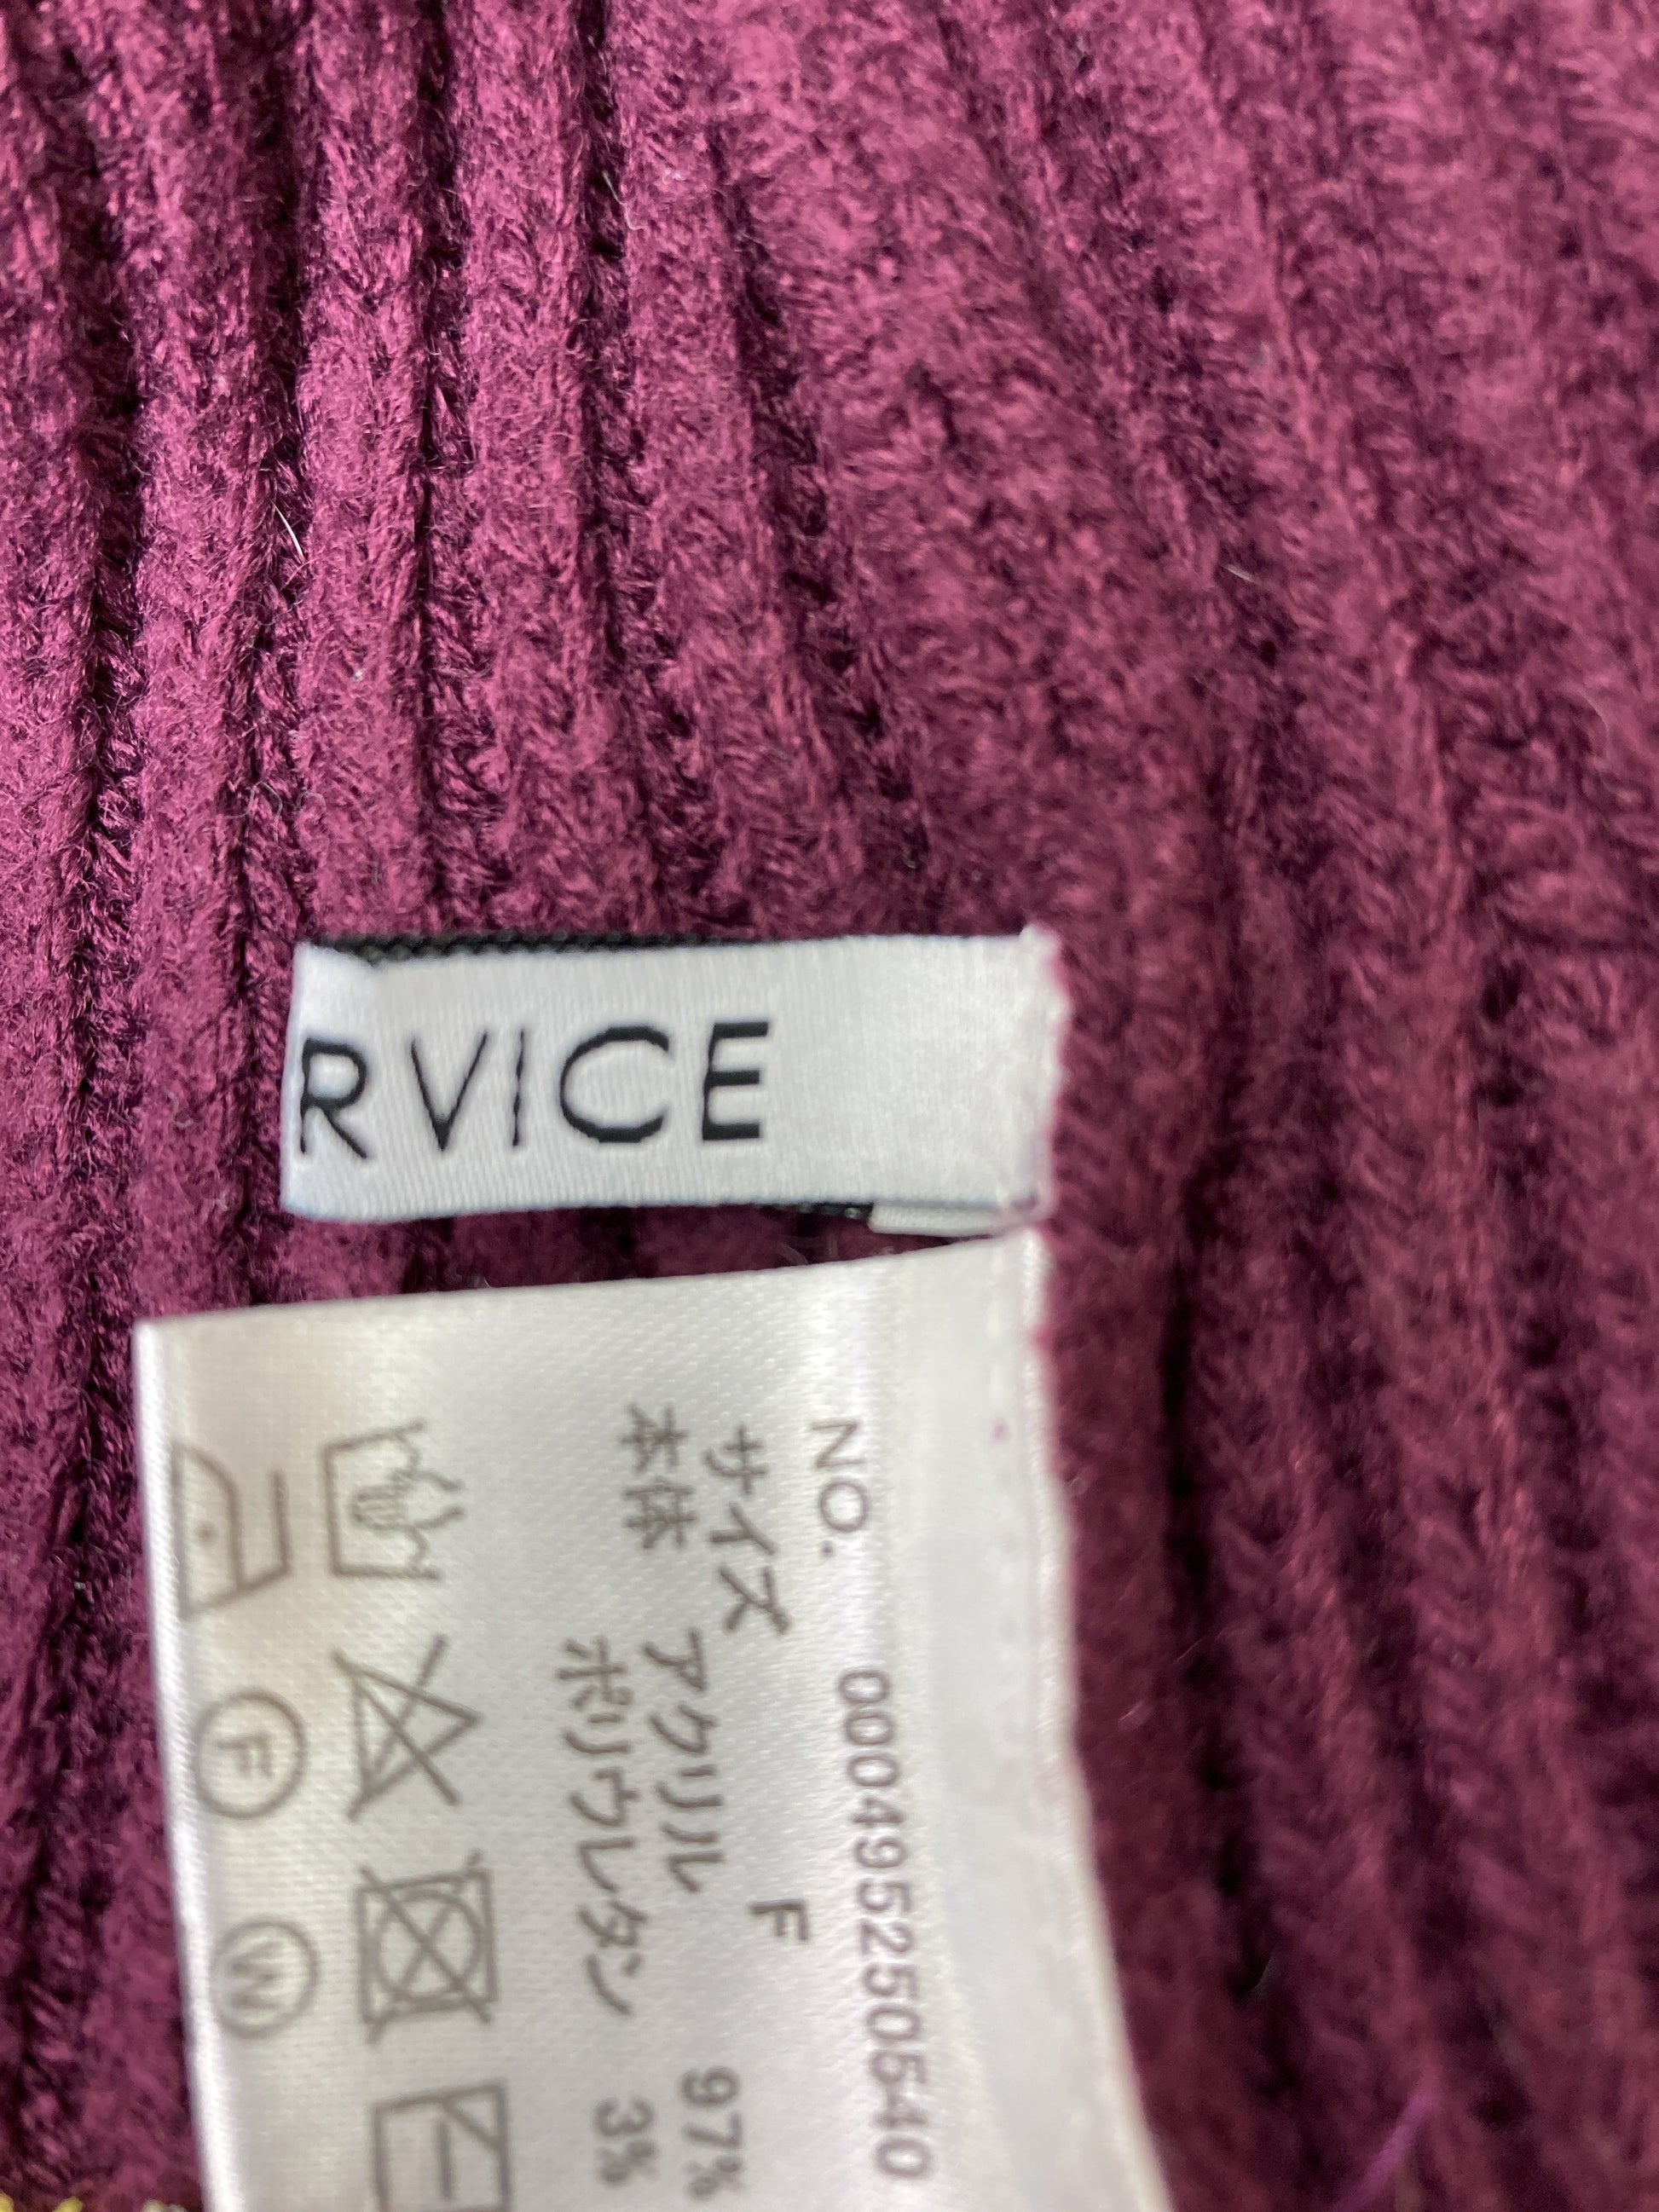 RVICE
NO. 000495250540
サイズ F
本体 アクリル 97%
ポリウレタン 3%
F
W